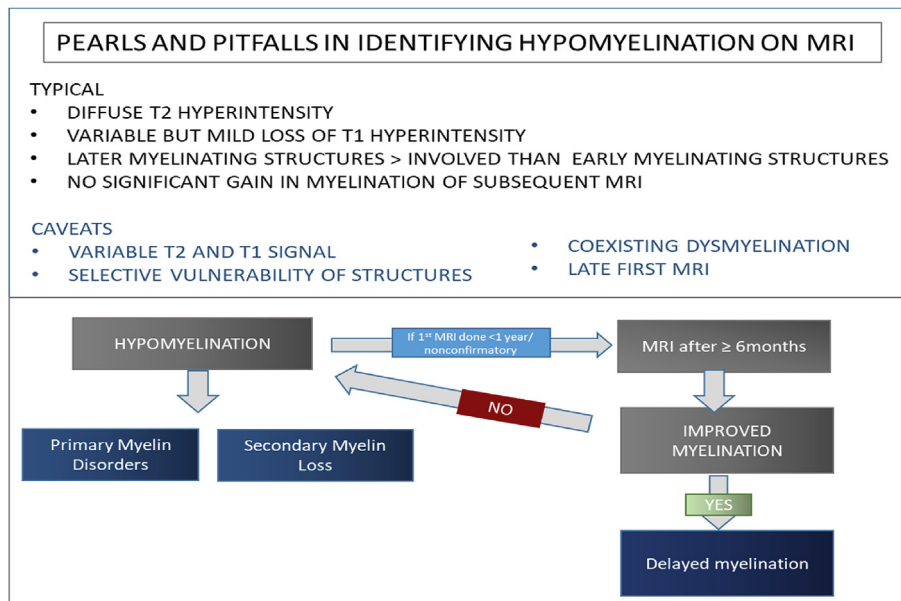 PEARLS AND PITFALLS IN IDENTIFYING HYPOMYELINATION ON MRI
TYPICAL
• DIFFUSE T2 HYPERINTENSITY
• VARIABLE BUT MILD LOSS OF T1 HYPERINTENSITY
• LATER MYELINATING STRUCTURES > INVOLVED THAN EARLY MYELINATING STRUCTURES
• NO SIGNIFICANT GAIN IN MYELINATION OF SUBSEQUENT MRI
CAVEATS
• VARIABLE T2 AND T1 SIGNAL
• SELECTIVE VULNERABILITY OF STRUCTURES
• COEXISTING DYSMYELINATION
• LATE FIRST MRI
HYPOMYELINATION
If 1st MRI done <1 year/
nonconfirmatory
MRI after ≥ 6months
NO
IMPROVED
MYELINATION
Primary Myelin
Disorders
Secondary Myelin
Loss
YES
Delayed myelination